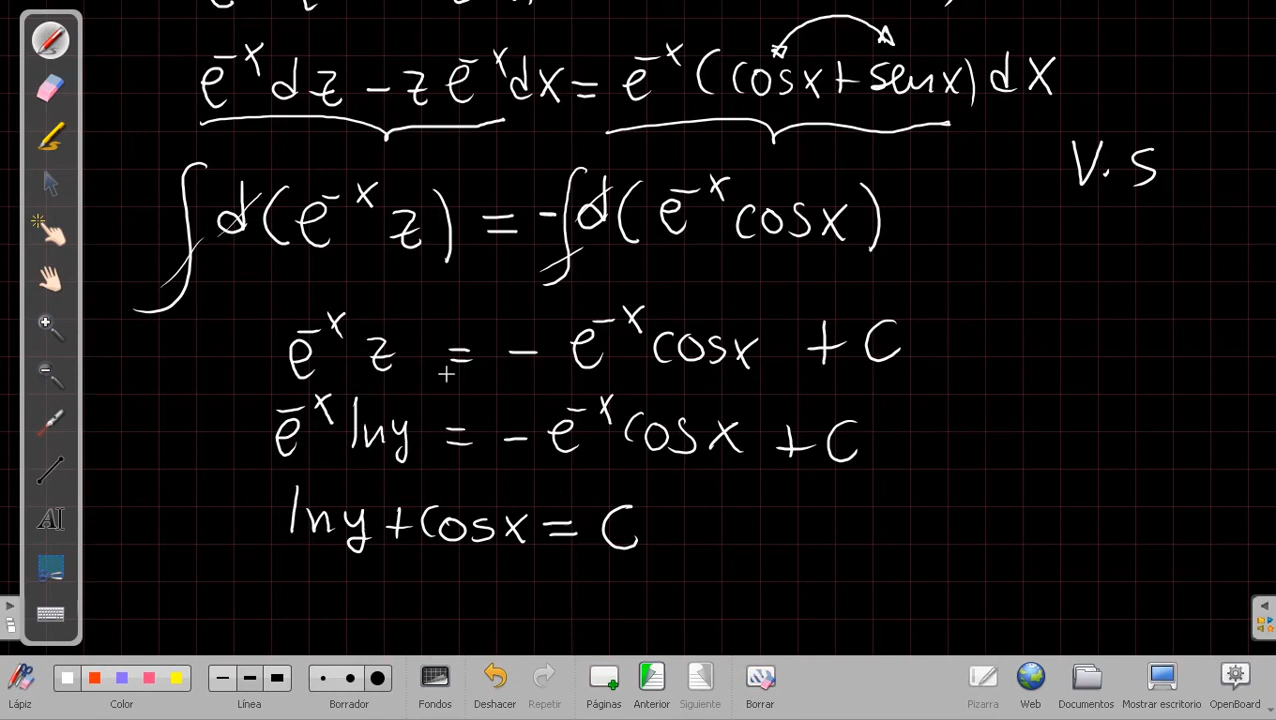 e^{-x}dz - ze^{-x}dx = e^{-x}(cosx + senx)dx
V.S
∫d(e^{-x}z) = -∫d(e^{-x}cosx)
e^{-x}z = -e^{-x}cosx + C
e^{-x}lny = -e^{-x}cosx + C
lny + cosx = C
AI
Lápiz
Color
Línea
Borrador
Fondos
Deshacer
Repetir
Páginas
Anterior
Siguiente
Borrar
Pizarra
Web
Documentos
Mostrar escritorio
OpenBoard